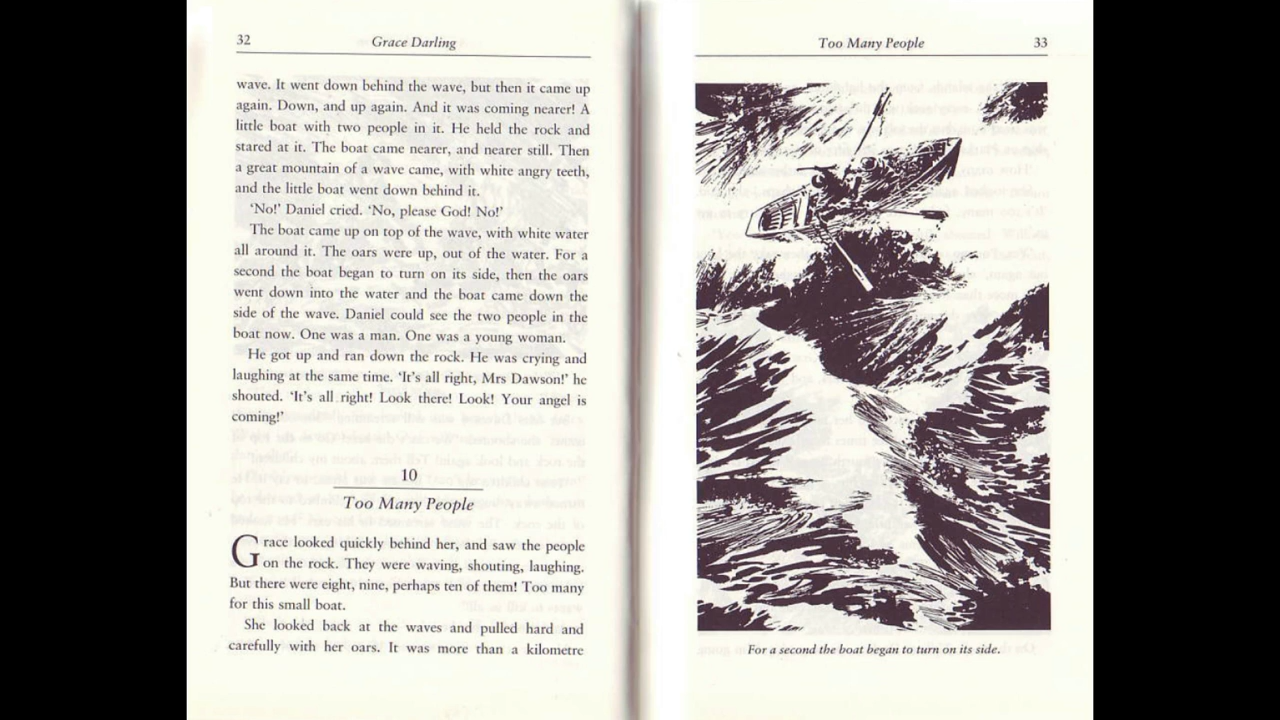 32
Grace Darling
wave. It went down behind the wave, but then it came up
again. Down, and up again. And it was coming nearer! A
little boat with two people in it. He held the rock and
stared at it. The boat came nearer, and nearer still. Then
a great mountain of a wave came, with white angry teeth,
and the little boat went down behind it.
‘No!’ Daniel cried. ‘No, please God! No!’
The boat came up on top of the wave, with white water
all around it. The oars were up, out of the water. For a
second the boat began to turn on its side, then the oars
went down into the water and the boat came down the
side of the wave. Daniel could see the two people in the
boat now. One was a man. One was a young woman.
He got up and ran down the rock. He was crying and
laughing at the same time. ‘It’s all right, Mrs Dawson!’ he
shouted. ‘It’s all right! Look there! Look! Your angel is
coming!’
10
Too Many People
Grace looked quickly behind her, and saw the people
on the rock. They were waving, shouting, laughing.
But there were eight, nine, perhaps ten of them! Too many
for this small boat.
She looked back at the waves and pulled hard and
carefully with her oars. It was more than a kilometre
Too Many People
33
For a second the boat began to turn on its side.